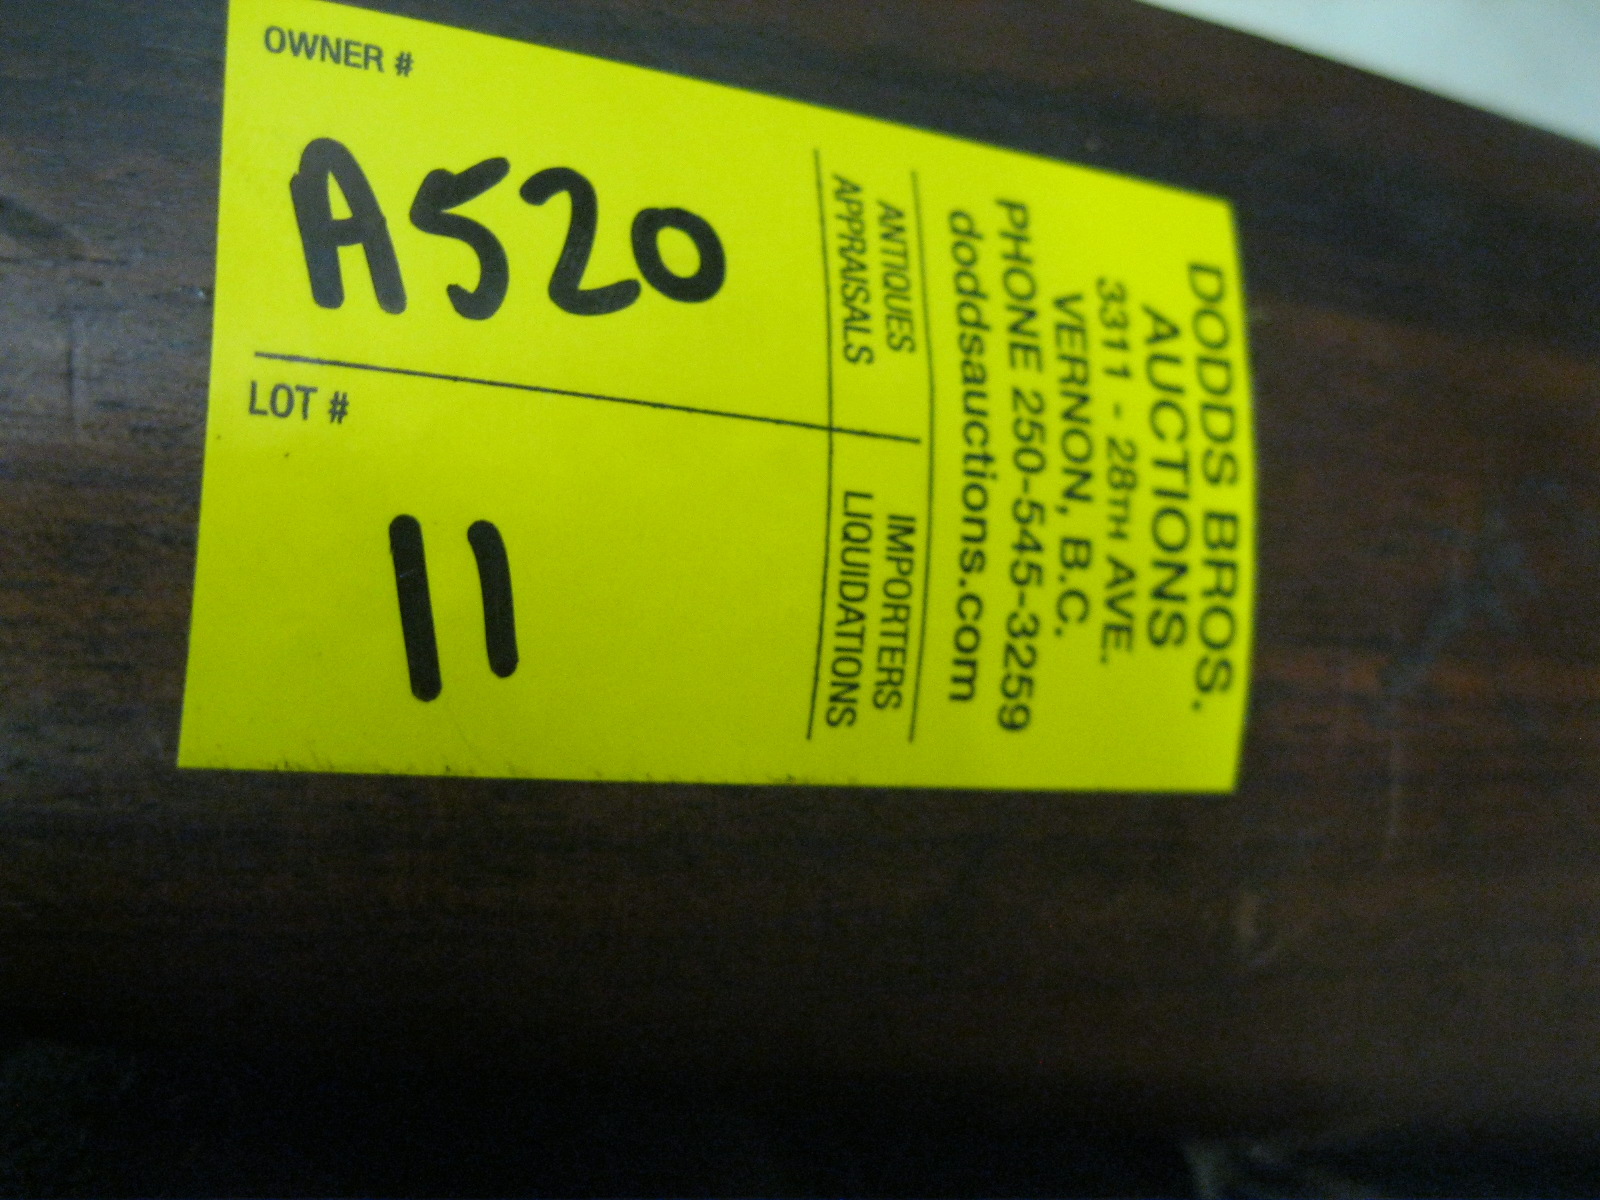 DODDS BROS.
AUCTIONS
3311 - 28TH AVE.
VERNON, B.C.
PHONE 250-545-3259
doddsauctions.com
ANTIQUES
APPRAISALS
IMPORTERS
LIQUIDATIONS
OWNER #
A520
LOT #
11